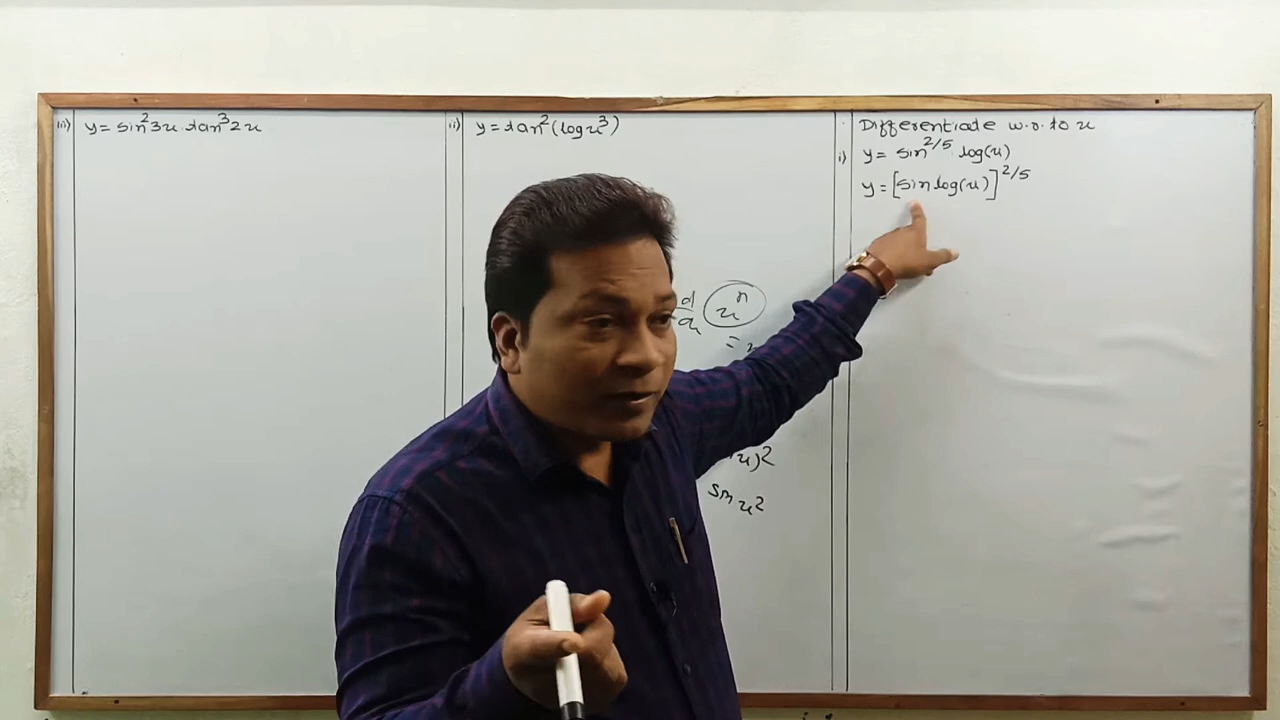 iii) y = sin²3x · tan³2x
ii) y = tan²(log x³)
d/dx xⁿ
=
)²
sin x²
Differentiate w.r. to x
i) y = sin^2/5 log(x)
y = [sin log(x)]^2/5